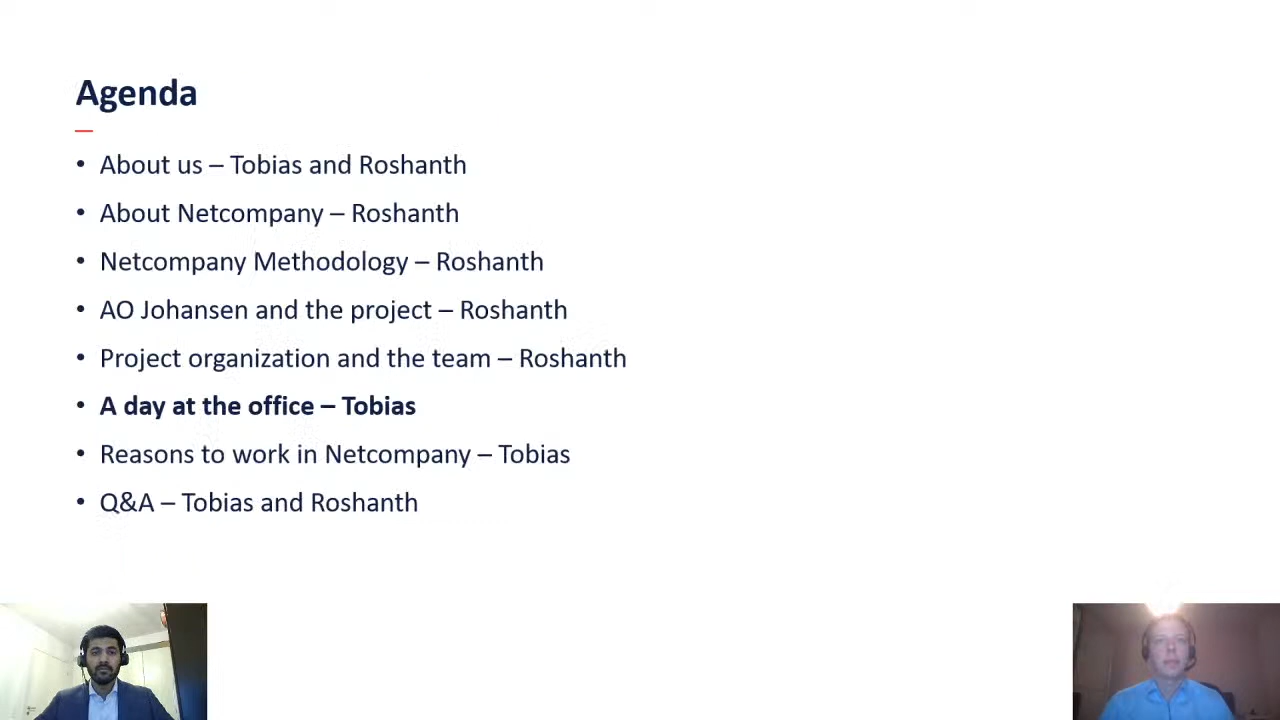 Agenda
• About us – Tobias and Roshanth
• About Netcompany – Roshanth
• Netcompany Methodology – Roshanth
• AO Johansen and the project – Roshanth
• Project organization and the team – Roshanth
• A day at the office – Tobias
• Reasons to work in Netcompany – Tobias
• Q&A – Tobias and Roshanth